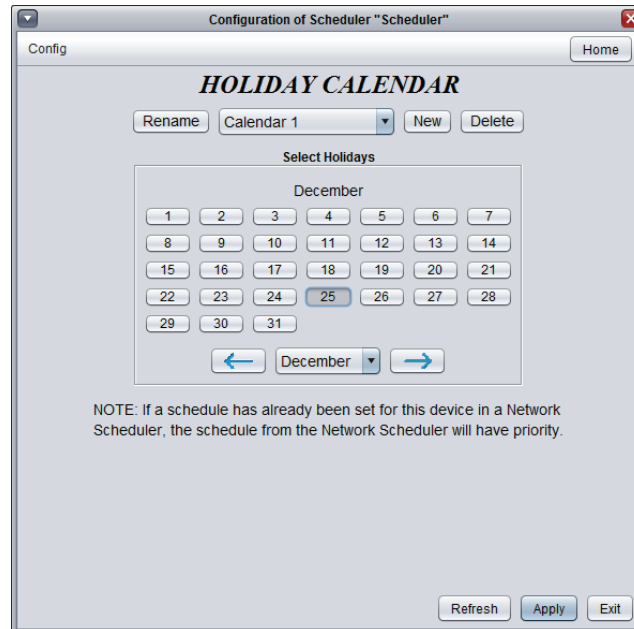 Configuration of Scheduler "Scheduler"
Config Home
HOLIDAY CALENDAR
Rename Calendar 1 New Delete
Select Holidays
December
1 2 3 4 5 6 7
8 9 10 11 12 13 14
15 16 17 18 19 20 21
22 23 24 25 26 27 28
29 30 31
December
NOTE: If a schedule has already been set for this device in a Network
Scheduler, the schedule from the Network Scheduler will have priority.
Refresh Apply Exit